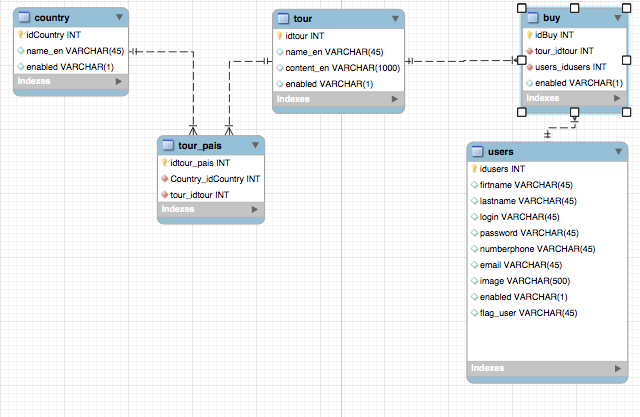 country
idCountry INT
name_en VARCHAR(45)
enabled VARCHAR(1)
Indexes
tour
idtour INT
name_en VARCHAR(45)
content_en VARCHAR(1000)
enabled VARCHAR(1)
Indexes
buy
idBuy INT
tour_idtour INT
users_idusers INT
enabled VARCHAR(1)
Indexes
tour_pais
idtour_pais INT
Country_idCountry INT
tour_idtour INT
Indexes
users
idusers INT
firtname VARCHAR(45)
lastname VARCHAR(45)
login VARCHAR(45)
password VARCHAR(45)
numberphone VARCHAR(45)
email VARCHAR(45)
image VARCHAR(500)
enabled VARCHAR(1)
flag_user VARCHAR(45)
Indexes